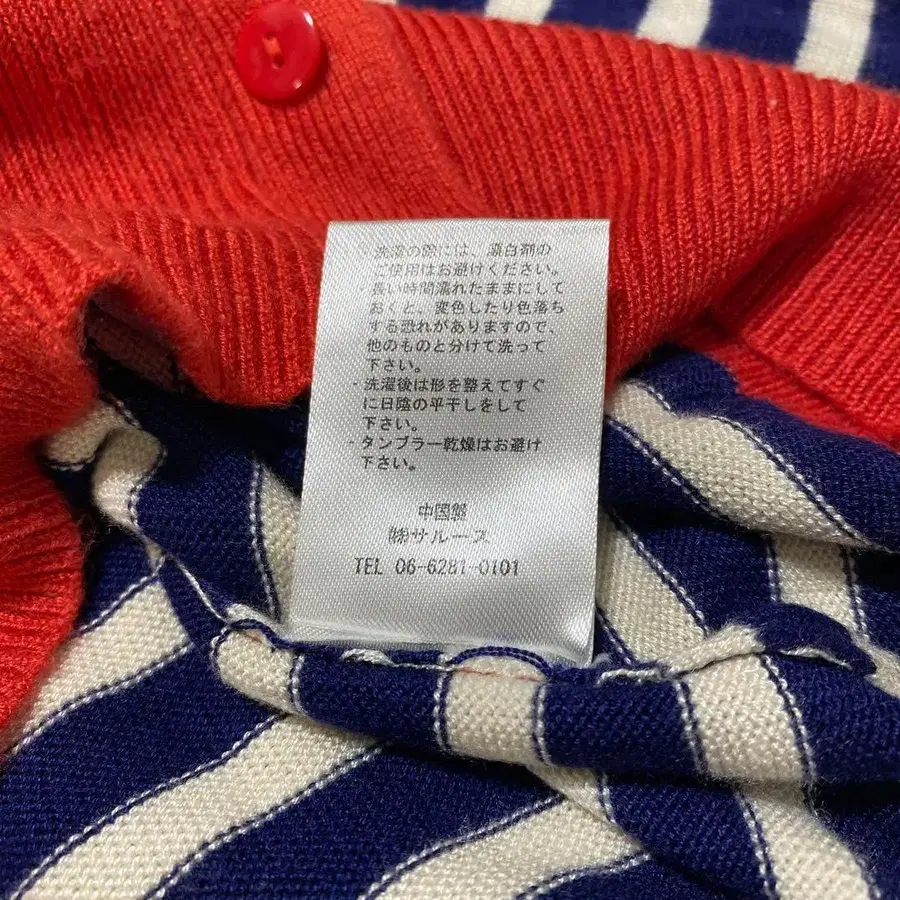 ・洗濯の際には、漂白剤の
ご使用はお避けください。
長い時間濡れたままにして
おくと、変色したり色落ち
する恐れがありますので、
他のものと分けて洗って
下さい。
・洗濯後は形を整えてすぐ
に日陰の平干しをして
下さい。
・タンブラー乾燥はお避け
下さい。
中国製
㈱サルース
TEL 06-6281-0101